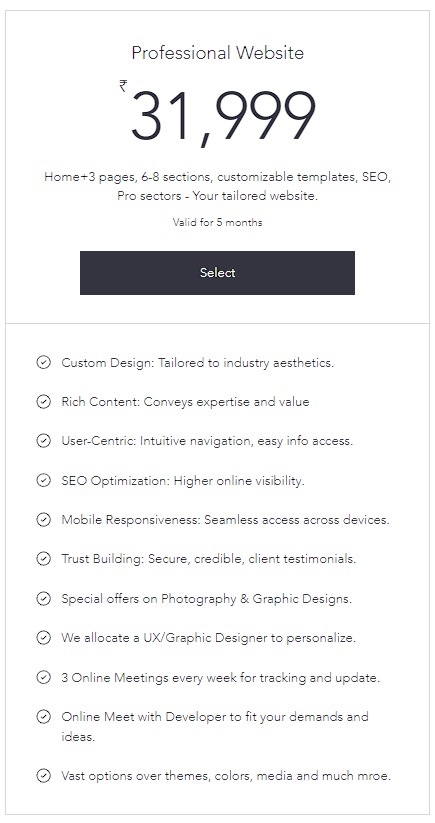 Professional Website
₹
31,999
Home+3 pages, 6-8 sections, customizable templates, SEO,
Pro sectors - Your tailored website.
Valid for 5 months
Select
Custom Design: Tailored to industry aesthetics.
Rich Content: Conveys expertise and value
User-Centric: Intuitive navigation, easy info access.
SEO Optimization: Higher online visibility.
Mobile Responsiveness: Seamless access across devices.
Trust Building: Secure, credible, client testimonials.
Special offers on Photography & Graphic Designs.
We allocate a UX/Graphic Designer to personalize.
3 Online Meetings every week for tracking and update.
Online Meet with Developer to fit your demands and
ideas.
Vast options over themes, colors, media and much mroe.